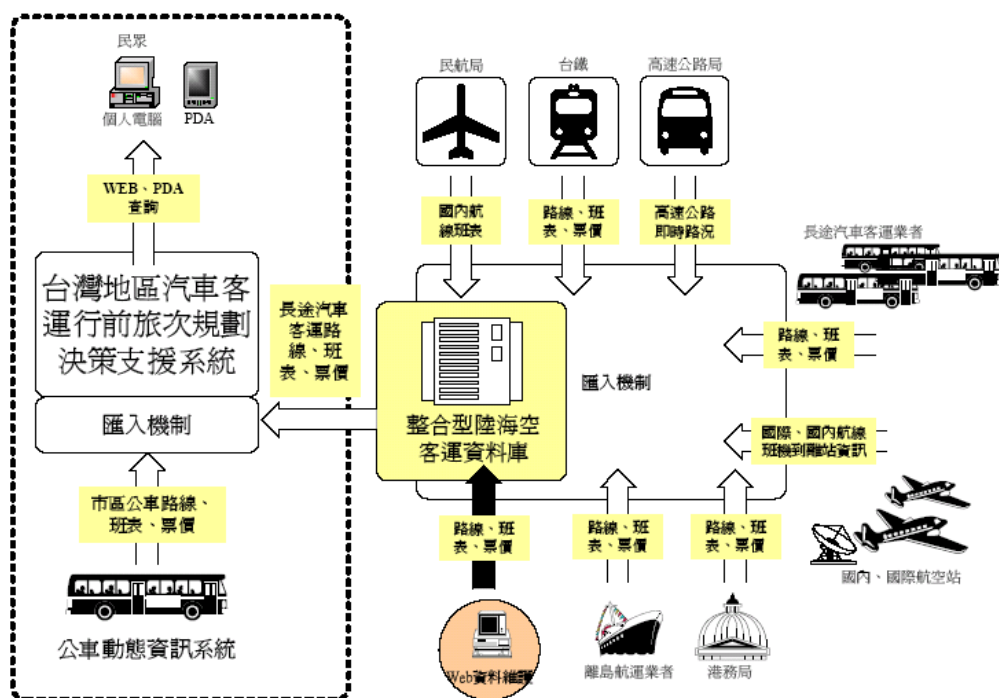 民眾
個人電腦
PDA
WEB、PDA
查詢
台灣地區汽車客
運行前旅次規劃
決策支援系統
匯入機制
市區公車路線、
班表、票價
公車動態資訊系統
長途汽車
客運路
線、班
表、票價
民航局
台鐵
高速公路局
國內航
線班表
路線、班
表、票價
高速公路
即時路況
長途汽車客運業者
路線、班
表、票價
匯入機制
整合型陸海空
客運資料庫
國際、國內航線
班機到離站資訊
國內、國際航空站
路線、班
表、票價
路線、班
表、票價
路線、班
表、票價
Web資料維護
離島航運業者
港務局